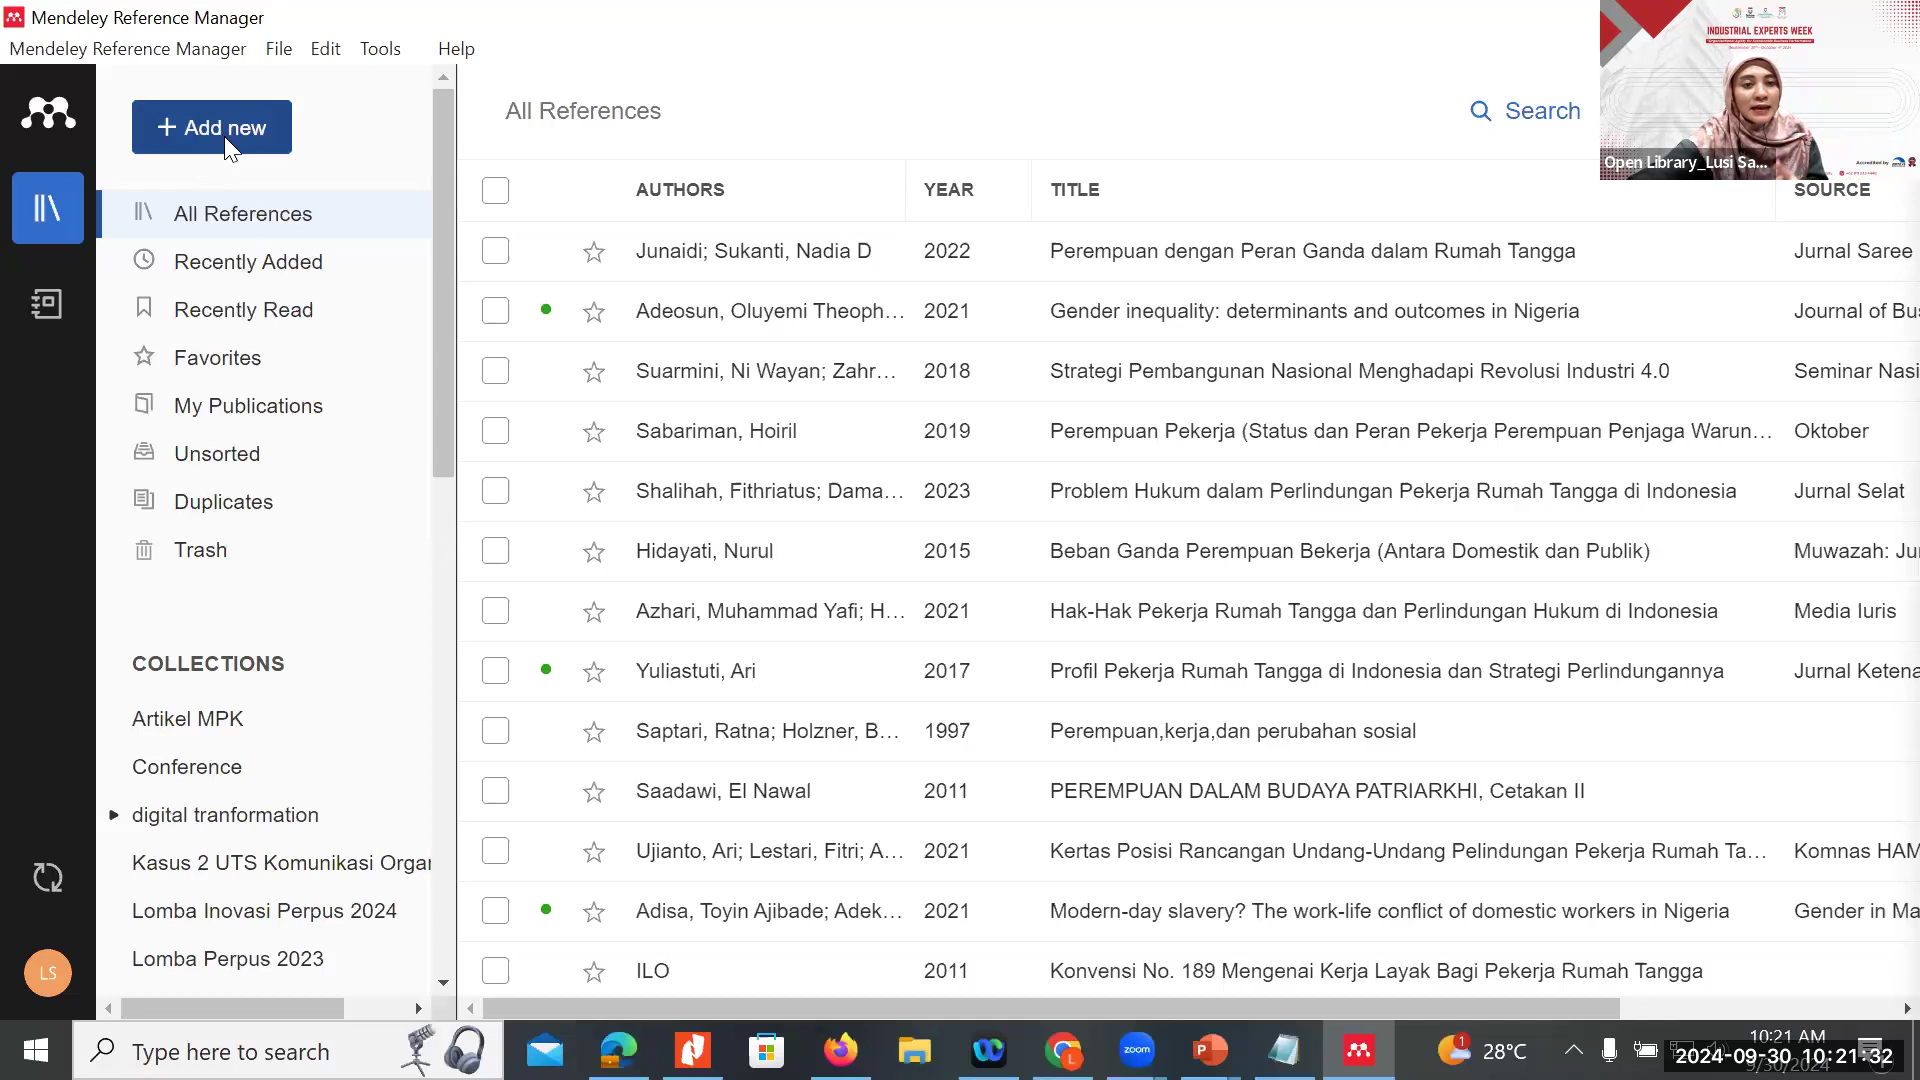 Mendeley Reference Manager
Mendeley Reference Manager File Edit Tools Help
+ Add new
All References
Recently Added
Recently Read
Favorites
My Publications
Unsorted
Duplicates
Trash
COLLECTIONS
Artikel MPK
Conference
digital tranformation
Kasus 2 UTS Komunikasi Organ
Lomba Inovasi Perpus 2024
Lomba Perpus 2023
LS
All References
Search
AUTHORS YEAR TITLE SOURCE
Junaidi; Sukanti, Nadia D 2022 Perempuan dengan Peran Ganda dalam Rumah Tangga Jurnal Saree
Adeosun, Oluyemi Theoph... 2021 Gender inequality: determinants and outcomes in Nigeria Journal of Bus
Suarmini, Ni Wayan; Zahr... 2018 Strategi Pembangunan Nasional Menghadapi Revolusi Industri 4.0 Seminar Nasi
Sabariman, Hoiril 2019 Perempuan Pekerja (Status dan Peran Pekerja Perempuan Penjaga Warun... Oktober
Shalihah, Fithriatus; Dama... 2023 Problem Hukum dalam Perlindungan Pekerja Rumah Tangga di Indonesia Jurnal Selat
Hidayati, Nurul 2015 Beban Ganda Perempuan Bekerja (Antara Domestik dan Publik) Muwazah: Ju
Azhari, Muhammad Yafi; H... 2021 Hak-Hak Pekerja Rumah Tangga dan Perlindungan Hukum di Indonesia Media Iuris
Yuliastuti, Ari 2017 Profil Pekerja Rumah Tangga di Indonesia dan Strategi Perlindungannya Jurnal Ketena
Saptari, Ratna; Holzner, B... 1997 Perempuan,kerja,dan perubahan sosial
Saadawi, El Nawal 2011 PEREMPUAN DALAM BUDAYA PATRIARKHI, Cetakan II
Ujianto, Ari; Lestari, Fitri; A... 2021 Kertas Posisi Rancangan Undang-Undang Pelindungan Pekerja Rumah Ta... Komnas HAM
Adisa, Toyin Ajibade; Adek... 2021 Modern-day slavery? The work-life conflict of domestic workers in Nigeria Gender in Ma
ILO 2011 Konvensi No. 189 Mengenai Kerja Layak Bagi Pekerja Rumah Tangga
INDUSTRIAL EXPERTS WEEK
Open Library_Lusi Sa...
Accredited by
Type here to search
zoom
1
28°C
10:21 AM
9/30/2024
2024-09-30 10:21:32